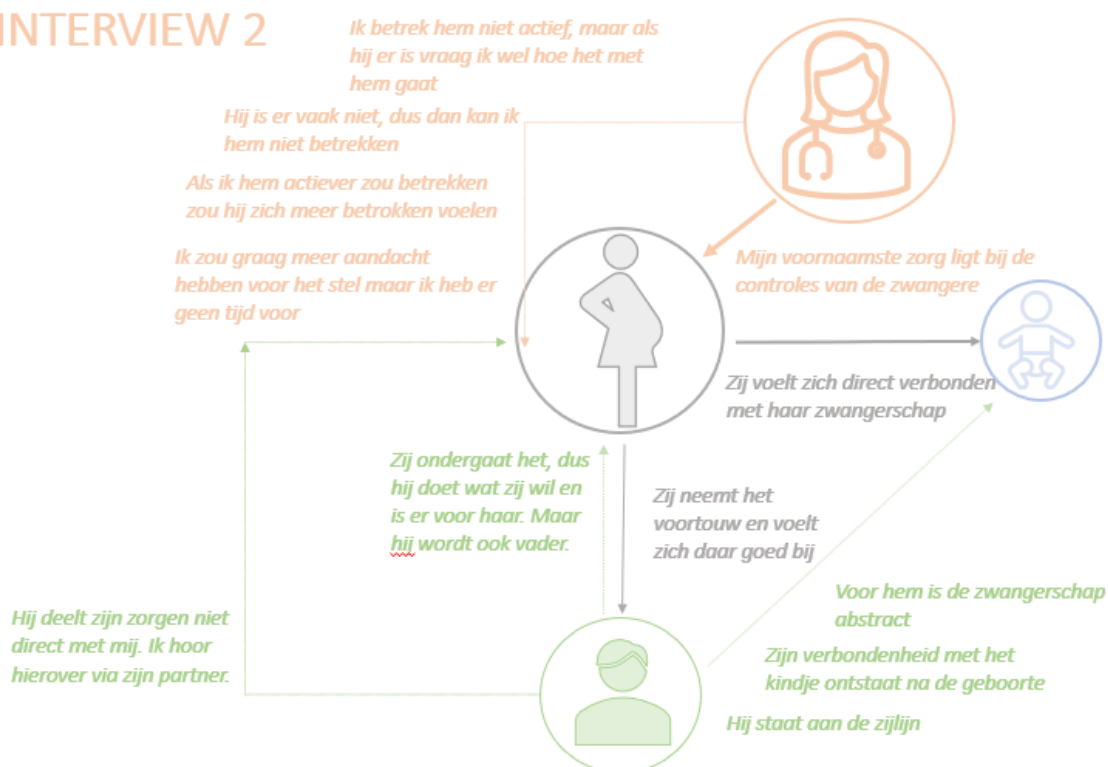 INTERVIEW 2
Ik betrek hem niet actief, maar als
hij er is vraag ik wel hoe het met
hem gaat
Hij is er vaak niet, dus dan kan ik
hem niet betrekken
Als ik hem actiever zou betrekken
zou hij zich meer betrokken voelen
Ik zou graag meer aandacht
hebben voor het stel maar ik heb er
geen tijd voor
Mijn voornaamste zorg ligt bij de
controles van de zwangere
Zij voelt zich direct verbonden
met haar zwangerschap
Zij ondergaat het, dus
hij doet wat zij wil en
is er voor haar. Maar
hij wordt ook vader.
Zij neemt het
voortouw en voelt
zich daar goed bij
Hij deelt zijn zorgen niet
direct met mij. Ik hoor
hierover via zijn partner.
Voor hem is de zwangerschap
abstract
Zijn verbondenheid met het
kindje ontstaat na de geboorte
Hij staat aan de zijlijn